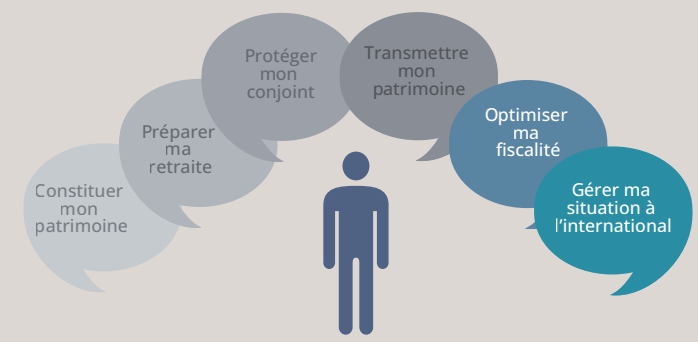 Constituer
mon
patrimoine
Préparer
ma
retraite
Protéger
mon
conjoint
Transmettre
mon
patrimoine
Optimiser
ma
fiscalité
Gérer ma
situation à
l'international